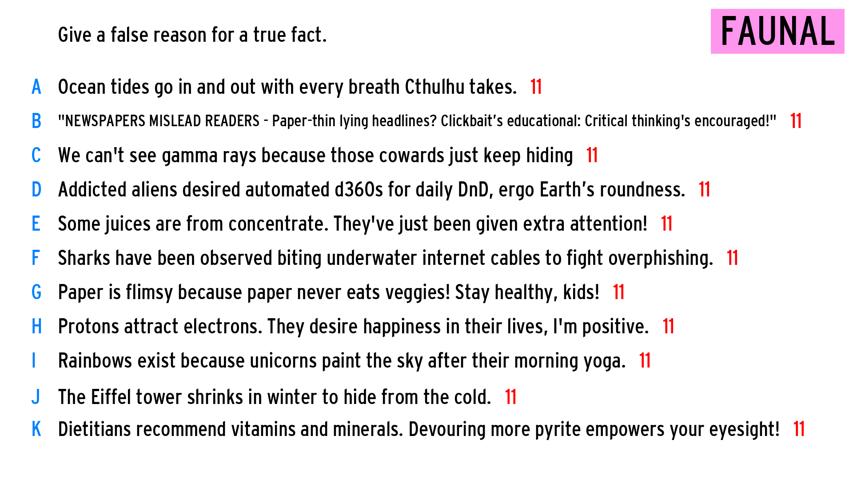 Give a false reason for a true fact.
FAUNAL
A Ocean tides go in and out with every breath Cthulhu takes. 11
B "NEWSPAPERS MISLEAD READERS - Paper-thin lying headlines? Clickbait’s educational: Critical thinking's encouraged!" 11
C We can't see gamma rays because those cowards just keep hiding 11
D Addicted aliens desired automated d360s for daily DnD, ergo Earth’s roundness. 11
E Some juices are from concentrate. They've just been given extra attention! 11
F Sharks have been observed biting underwater internet cables to fight overphishing. 11
G Paper is flimsy because paper never eats veggies! Stay healthy, kids! 11
H Protons attract electrons. They desire happiness in their lives, I'm positive. 11
I Rainbows exist because unicorns paint the sky after their morning yoga. 11
J The Eiffel tower shrinks in winter to hide from the cold. 11
K Dietitians recommend vitamins and minerals. Devouring more pyrite empowers your eyesight! 11